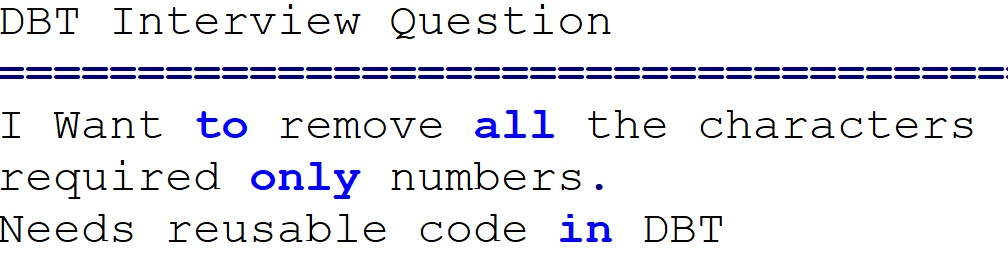 DBT Interview Question
=============================================
I Want to remove all the characters
required only numbers.
Needs reusable code in DBT